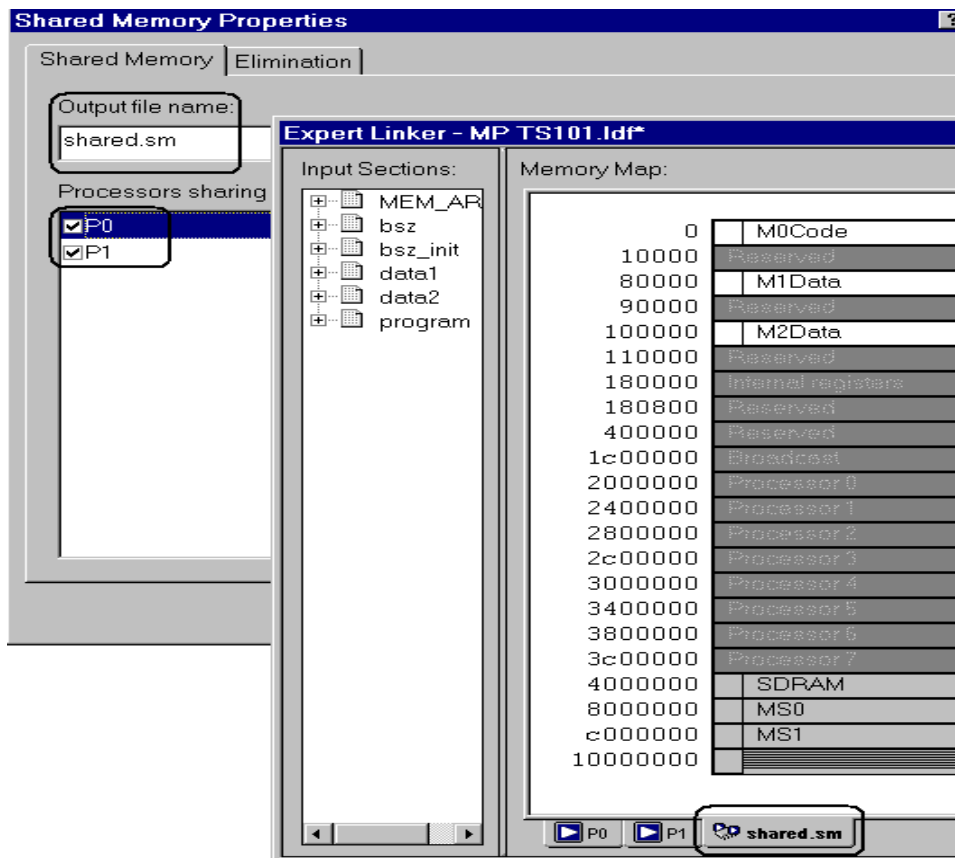 Shared Memory Properties
?
Shared Memory
Elimination
Output file name:
shared.sm
Processors sharing
P0
P1
Expert Linker - MP TS101.ldf*
Input Sections:
MEM_AR
bsz
bsz_init
data1
data2
program
Memory Map:
0 M0Code
10000 Reserved
80000 M1Data
90000 Reserved
100000 M2Data
110000 Reserved
180000 Internal registers
180800 Reserved
400000 Reserved
1c00000 Broadcast
2000000 Processor 0
2400000 Processor 1
2800000 Processor 2
2c00000 Processor 3
3000000 Processor 4
3400000 Processor 5
3800000 Processor 6
3c00000 Processor 7
4000000 SDRAM
8000000 MS0
c000000 MS1
10000000
P0
P1
shared.sm